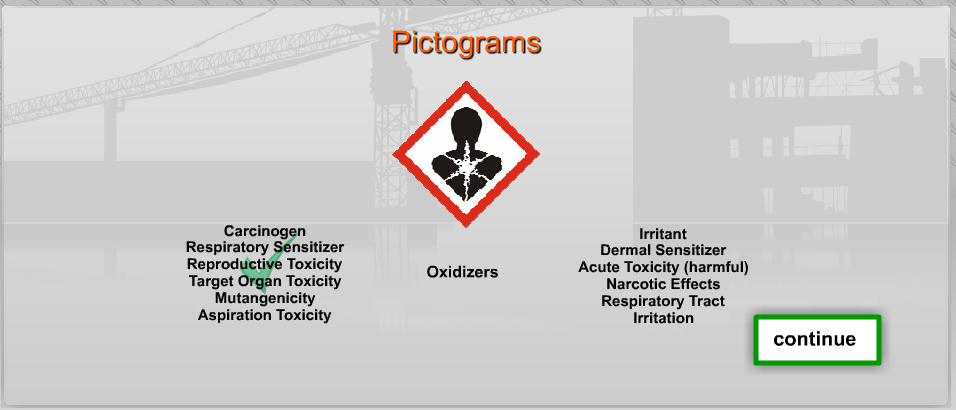 Pictograms
Carcinogen
Respiratory Sensitizer
Reproductive Toxicity
Target Organ Toxicity
Mutangenicity
Aspiration Toxicity
Oxidizers
Irritant
Dermal Sensitizer
Acute Toxicity (harmful)
Narcotic Effects
Respiratory Tract
Irritation
continue